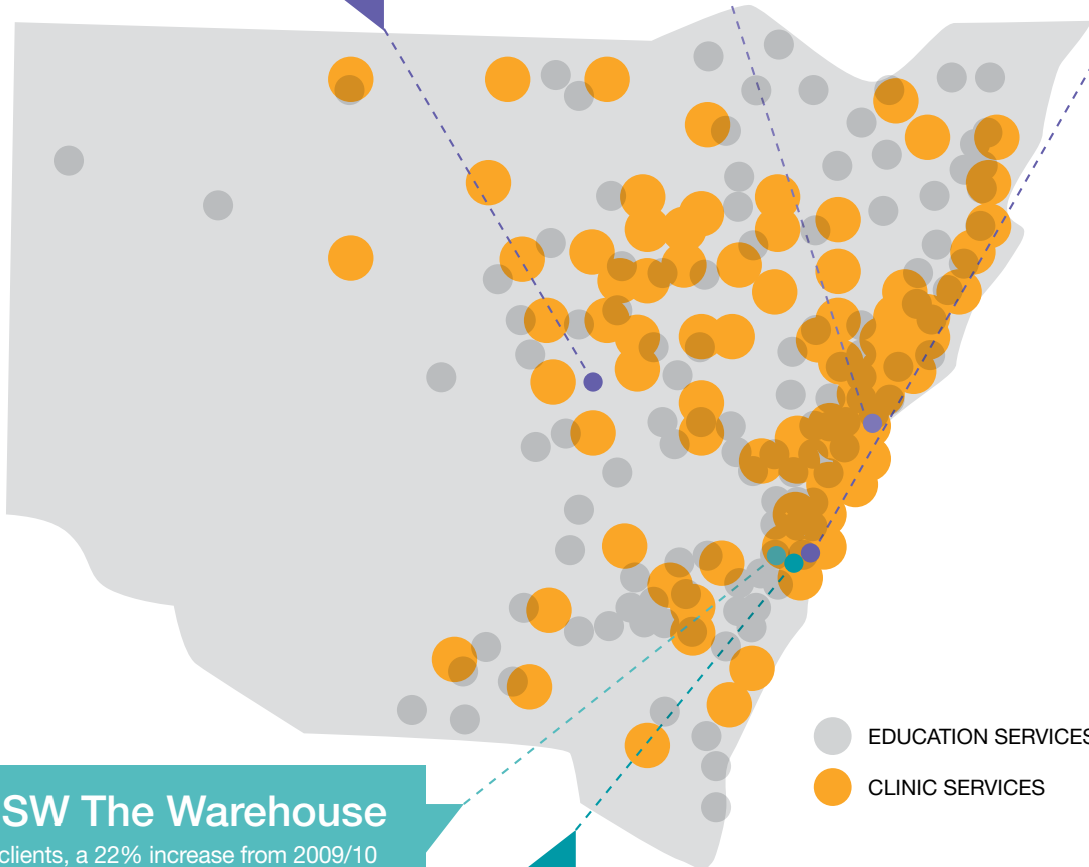 EDUCATION SERVICES
CLINIC SERVICES
SW The Warehouse
clients, a 22% increase from 2009/10